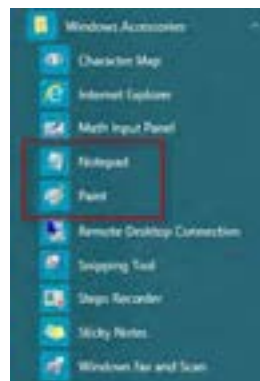 Windows Accessories
Character Map
Internet Explorer
Math Input Panel
Notepad
Paint
Remote Desktop Connection
Snipping Tool
Steps Recorder
Sticky Notes
Windows Fax and Scan